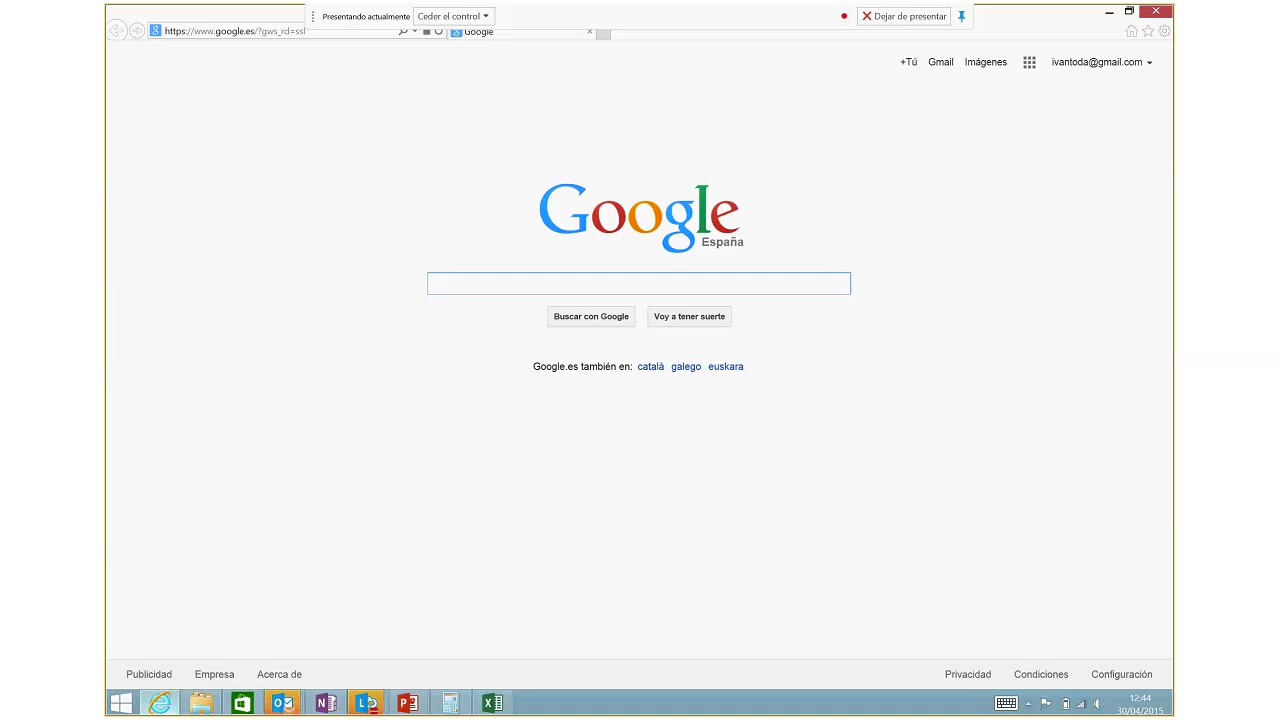 Presentando actualmente Ceder el control Dejar de presentar
https://www.google.es/?gws_rd=ssl Google
+Tú Gmail Imágenes ivantoda@gmail.com
Google
España
Buscar con Google Voy a tener suerte
Google.es también en: català galego euskara
Publicidad Empresa Acerca de Privacidad Condiciones Configuración
12:44
30/04/2015